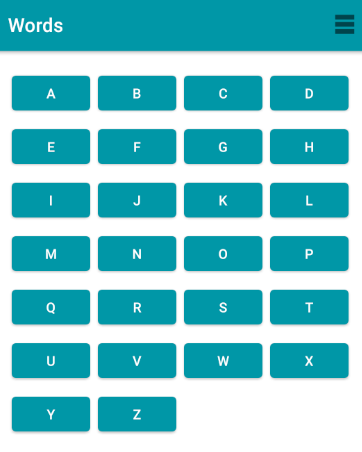 Words
A B C D
E F G H
I J K L
M N O P
Q R S T
U V W X
Y Z